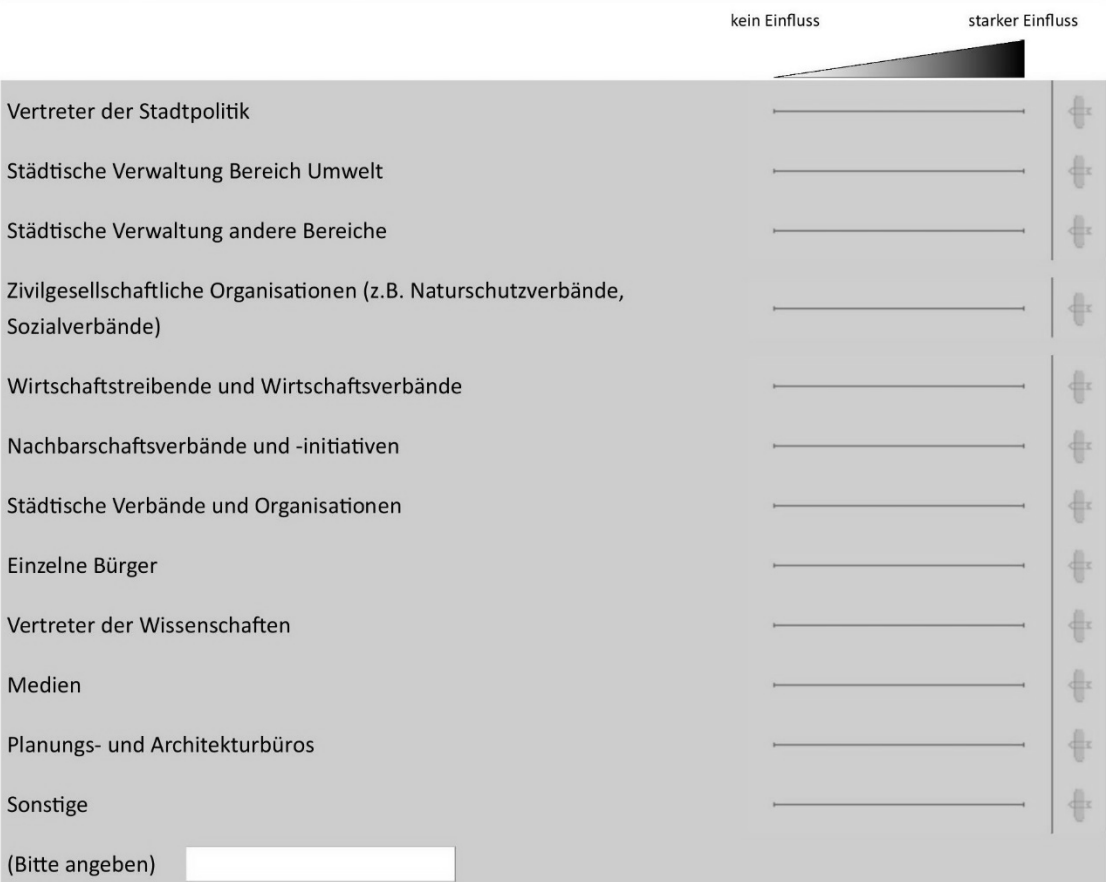 kein Einfluss starker Einfluss
Vertreter der Stadtpolitik
Städtische Verwaltung Bereich Umwelt
Städtische Verwaltung andere Bereiche
Zivilgesellschaftliche Organisationen (z.B. Naturschutzverbände,
Sozialverbände)
Wirtschaftstreibende und Wirtschaftsverbände
Nachbarschaftsverbände und -initiativen
Städtische Verbände und Organisationen
Einzelne Bürger
Vertreter der Wissenschaften
Medien
Planungs- und Architekturbüros
Sonstige
(Bitte angeben)